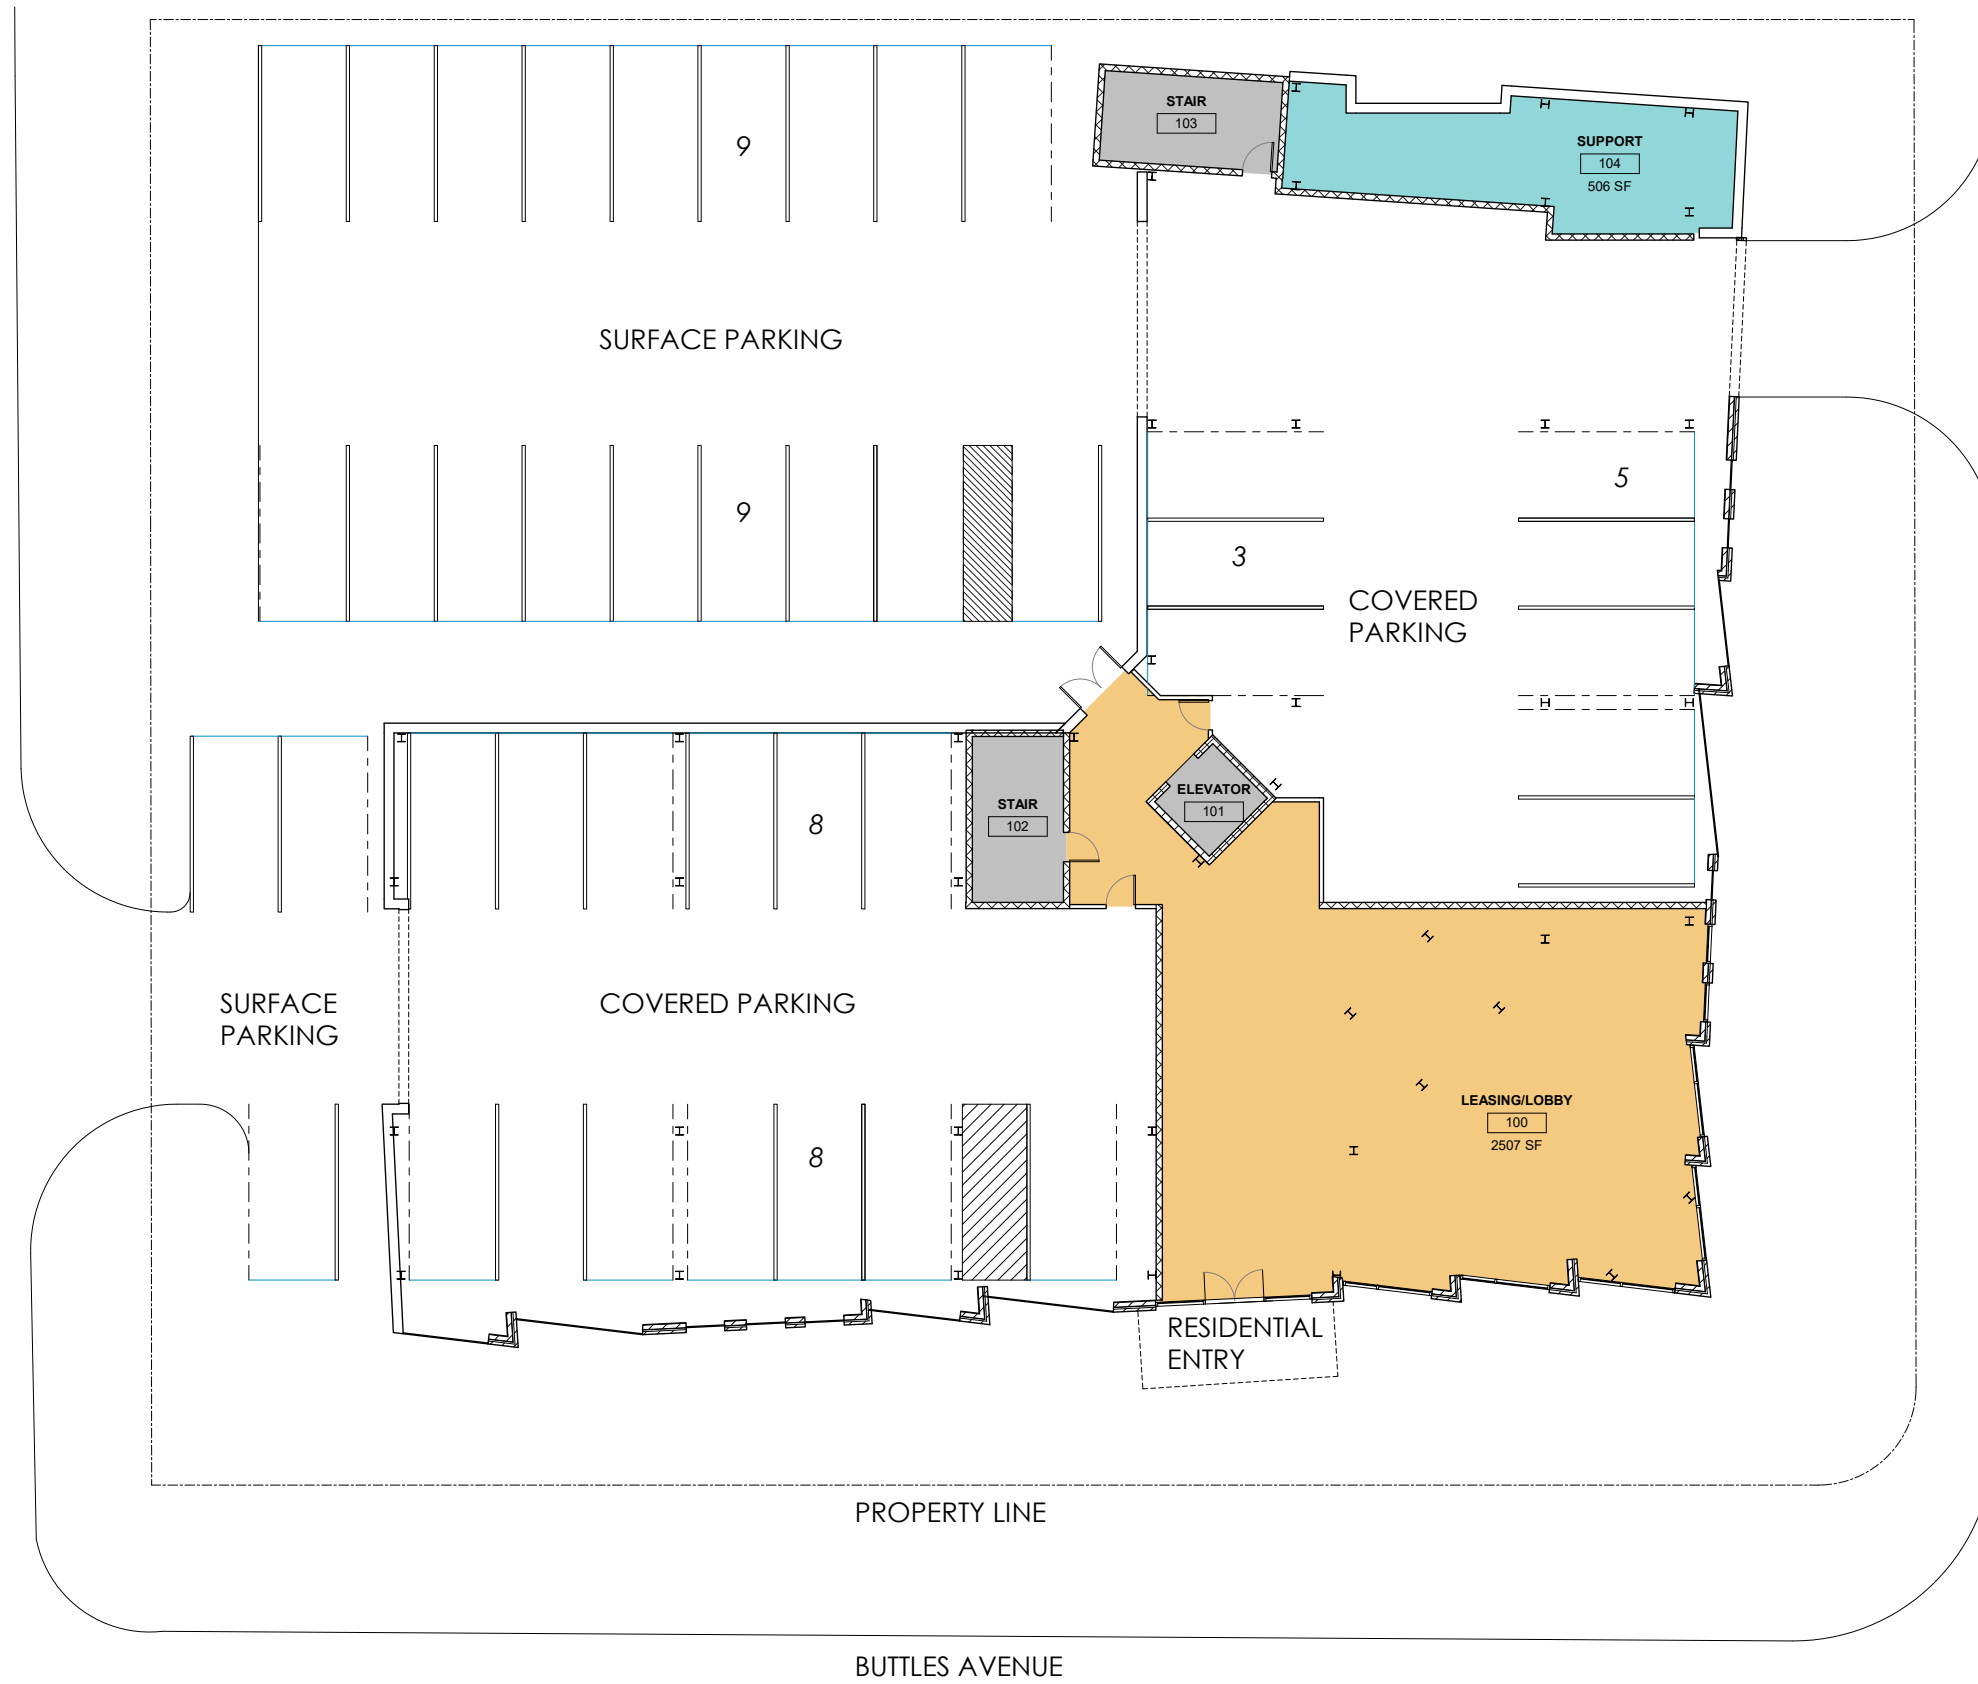 STAIR
103
SUPPORT
104
506 SF
9
SURFACE PARKING
9
5
3
COVERED
PARKING
8
STAIR
102
ELEVATOR
101
SURFACE
PARKING
COVERED PARKING
8
LEASING/LOBBY
100
2507 SF
RESIDENTIAL
ENTRY
PROPERTY LINE
BUTTLES AVENUE